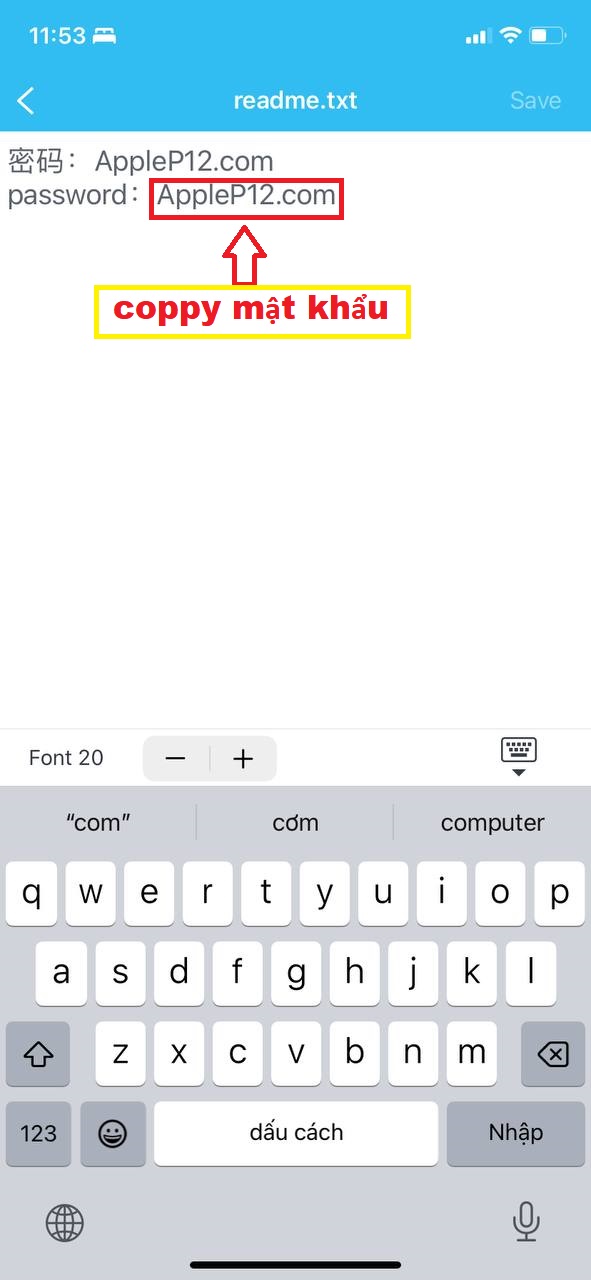 11:53
readme.txt
Save
密码： AppleP12.com
password：AppleP12.com
coppy mật khẩu
Font 20
“com” cơm computer
q w e r t y u i o p
a s d f g h j k l
z x c v b n m
123 dấu cách Nhập